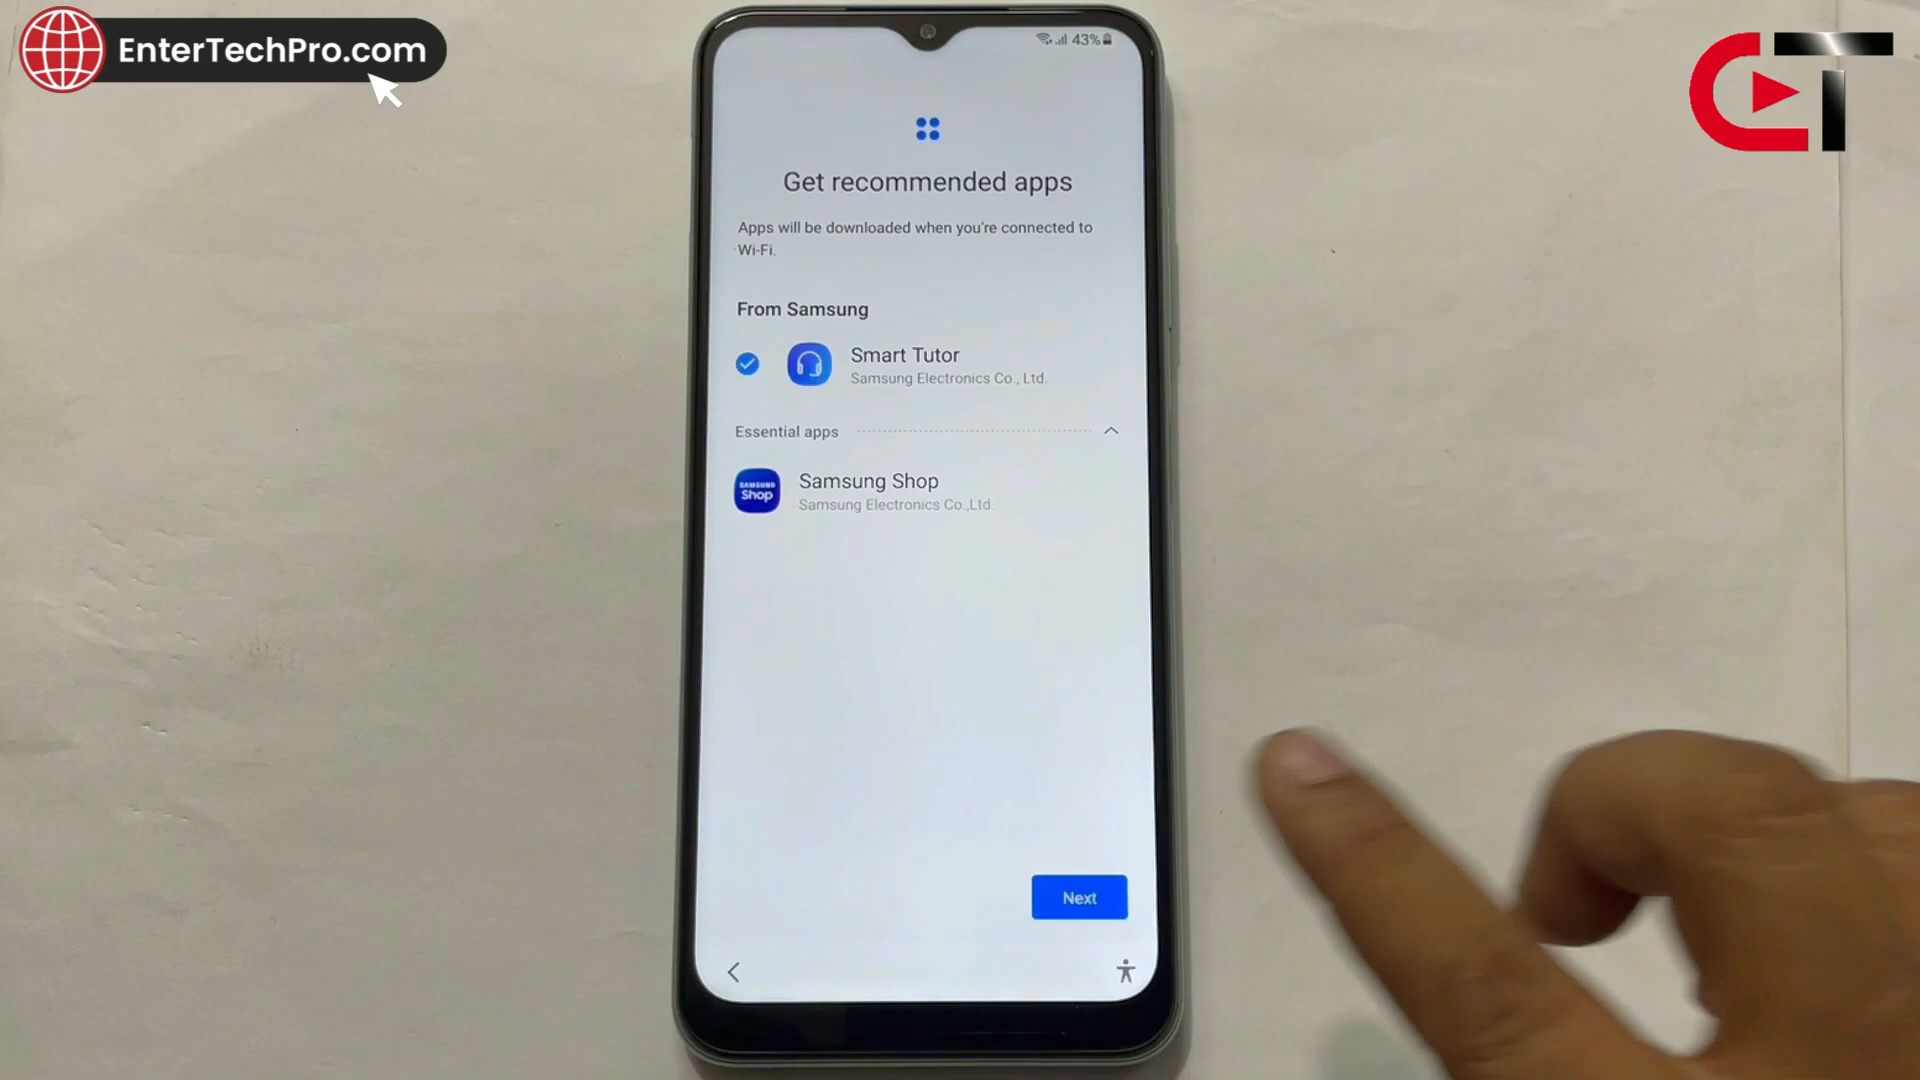 EnterTechPro.com
43%
Get recommended apps
Apps will be downloaded when you're connected to
Wi-Fi.
From Samsung
Smart Tutor
Samsung Electronics Co., Ltd.
Essential apps
SAMSUNG
Shop
Samsung Shop
Samsung Electronics Co.,Ltd.
Next